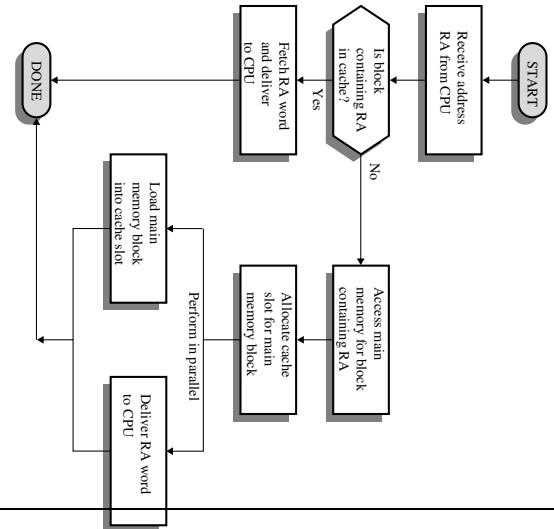 START
Receive address
RA from CPU
Is block
containing RA
in cache?
No
Yes
Access main
memory for block
containing RA
Fetch RA word
and deliver
to CPU
Allocate cache
slot for main
memory block
Perform in parallel
Load main
memory block
into cache slot
Deliver RA word
to CPU
DONE